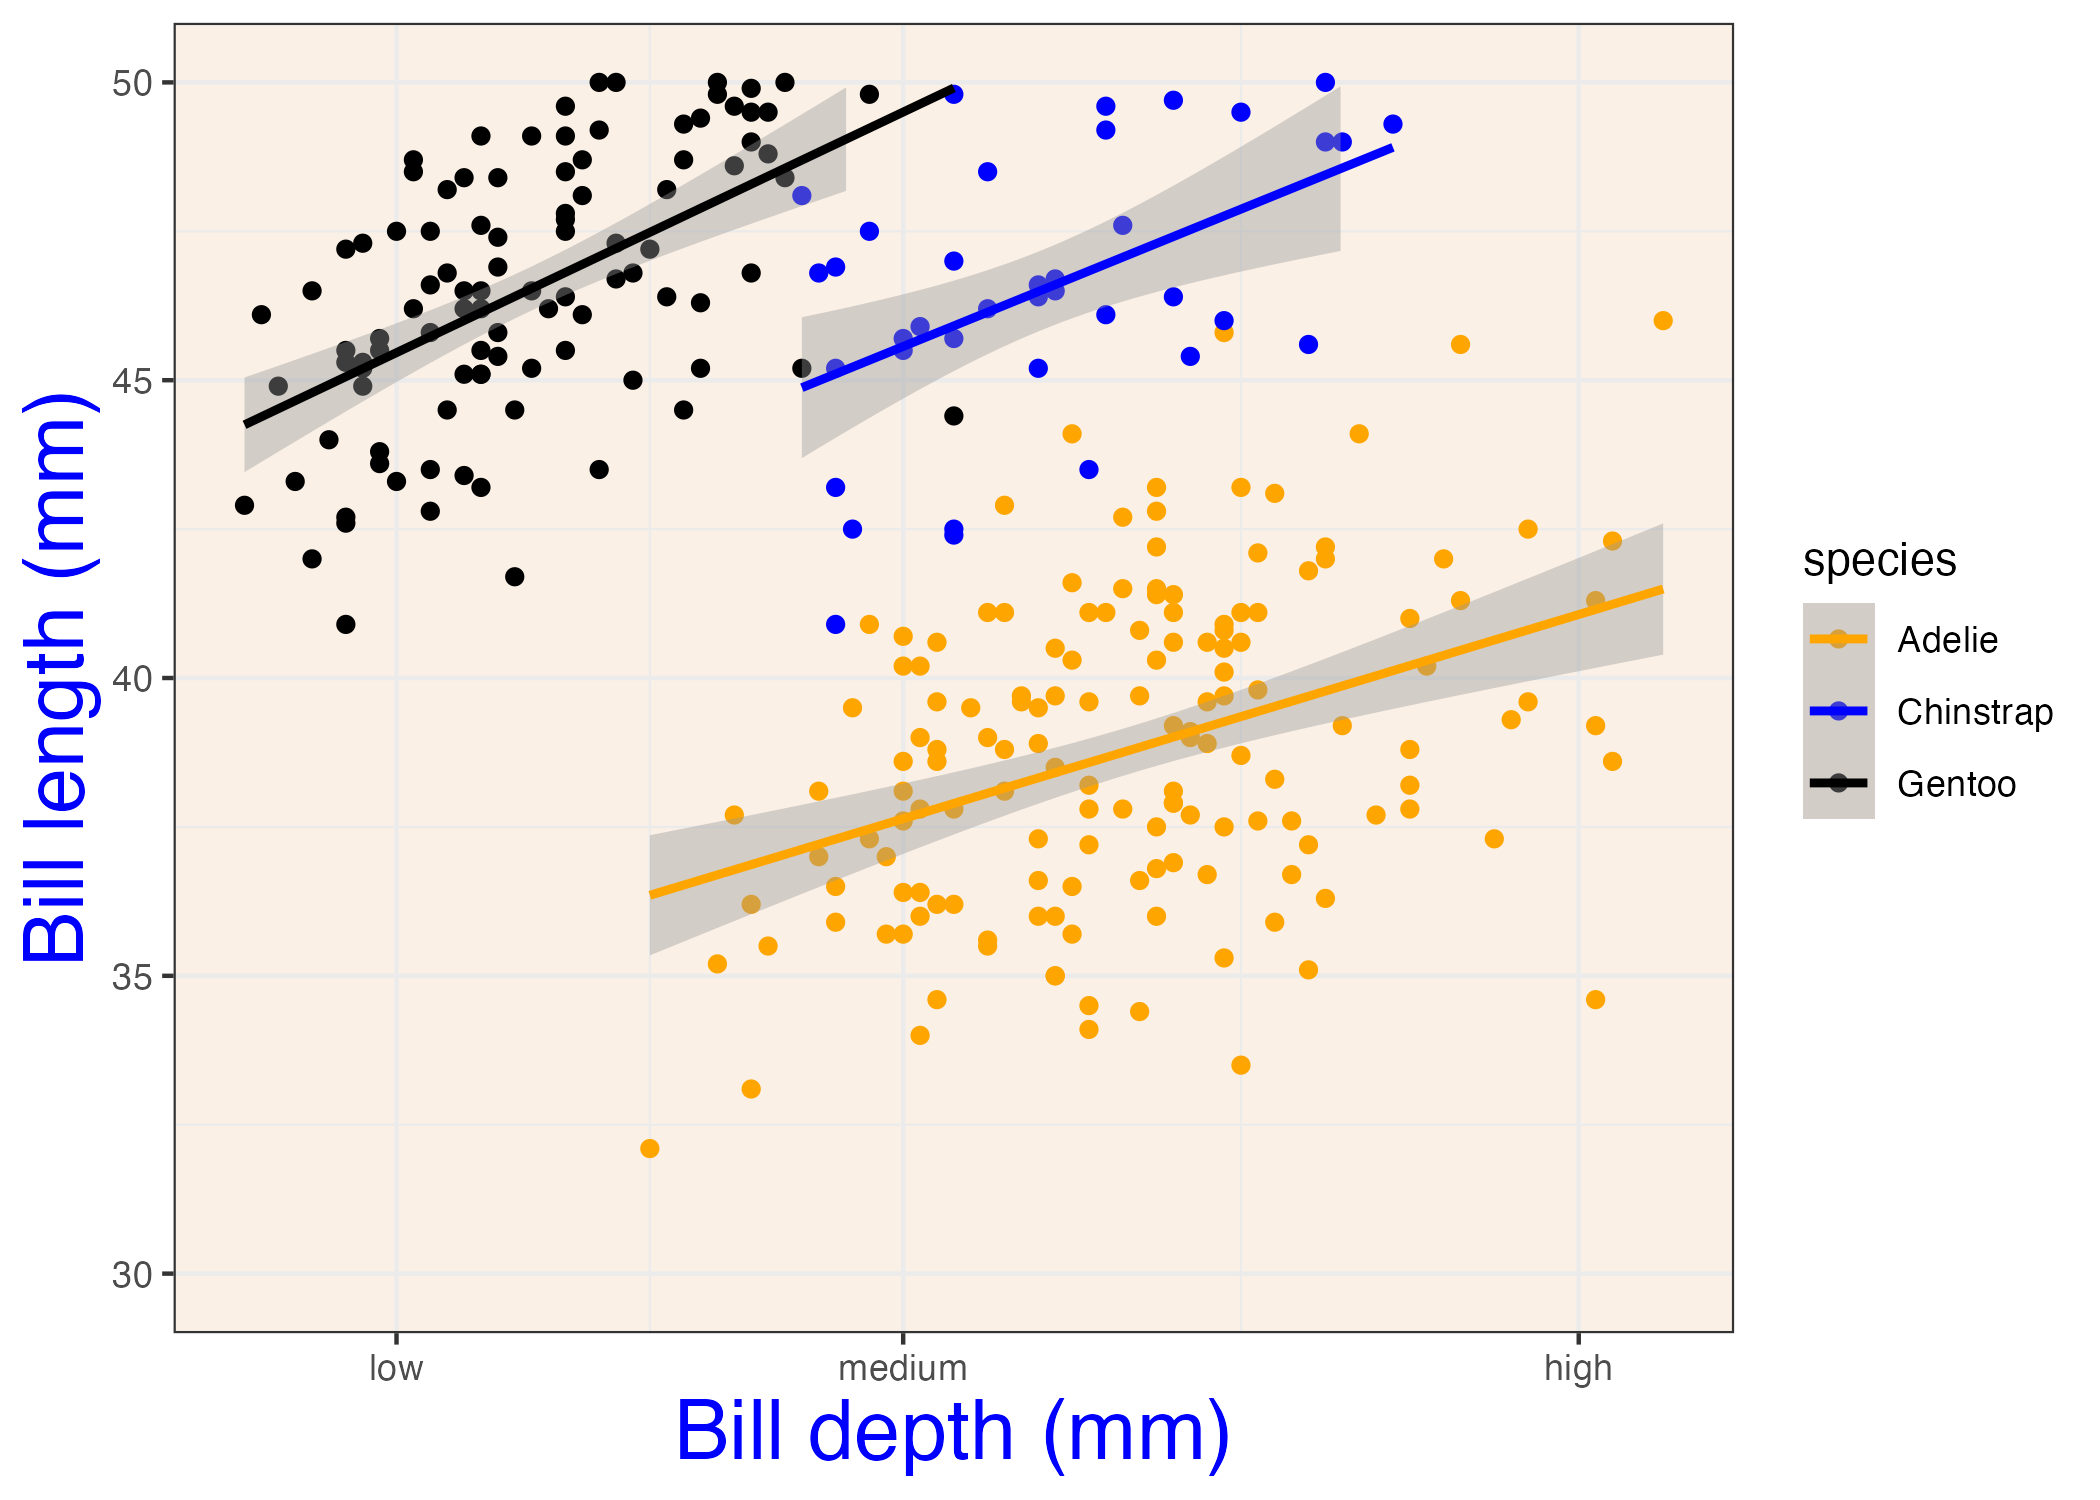 Bill length (mm)
50
45
40
35
30
low medium high
Bill depth (mm)
species
Adelie
Chinstrap
Gentoo